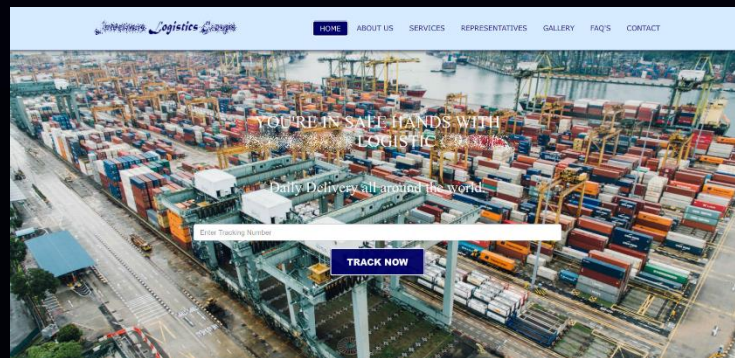 Logistics
HOME ABOUT US SERVICES REPRESENTATIVES GALLERY FAQ'S CONTACT
YOU'RE IN SAFE HANDS WITH
LOGISTIC
Daily Delivery all around the world.
Enter Tracking Number
TRACK NOW